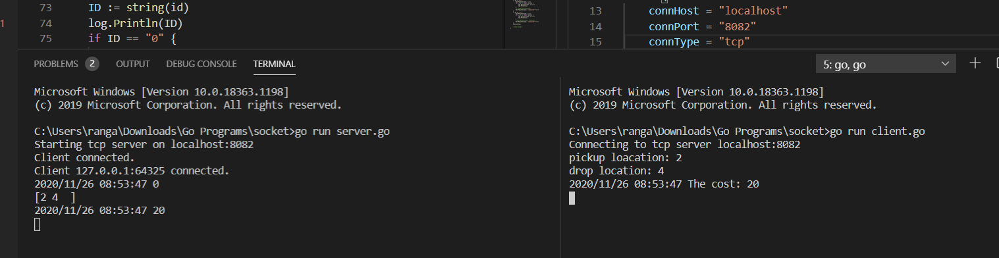 73 ID := string(id)
74 log.Println(ID)
75 if ID == "0" {
13 connHost = "localhost"
14 connPort = "8082"
15 connType = "tcp"
1
PROBLEMS 2 OUTPUT DEBUG CONSOLE TERMINAL
5: go, go
Microsoft Windows [Version 10.0.18363.1198]
(c) 2019 Microsoft Corporation. All rights reserved.
C:\Users\ranga\Downloads\Go Programs\socket>go run server.go
Starting tcp server on localhost:8082
Client connected.
Client 127.0.0.1:64325 connected.
2020/11/26 08:53:47 0
[2 4  ]
2020/11/26 08:53:47 20
Microsoft Windows [Version 10.0.18363.1198]
(c) 2019 Microsoft Corporation. All rights reserved.
C:\Users\ranga\Downloads\Go Programs\socket>go run client.go
Connecting to tcp server localhost:8082
pickup loacation: 2
drop location: 4
2020/11/26 08:53:47 The cost: 20